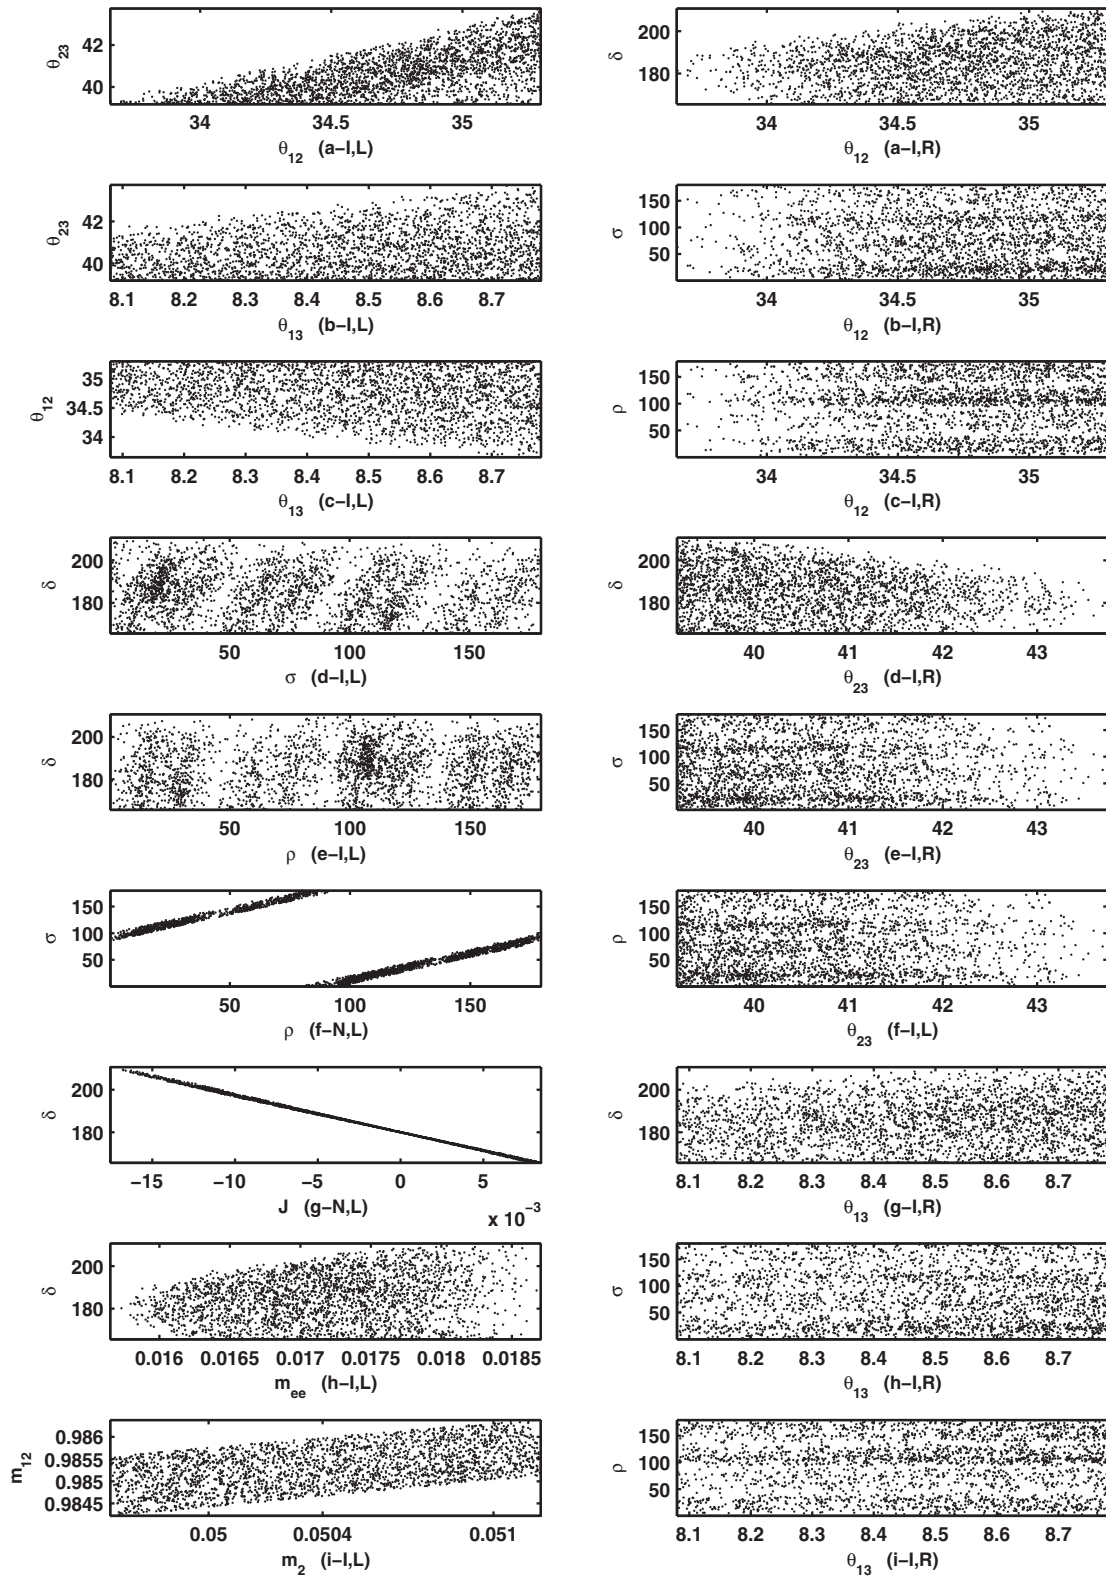 θ23 42 40
34 34.5 35
θ12 (a−I,L)
δ 200 180
34 34.5 35
θ12 (a−I,R)
θ23 42 40
8.1 8.2 8.3 8.4 8.5 8.6 8.7
θ13 (b−I,L)
σ 150 100 50
34 34.5 35
θ12 (b−I,R)
θ12 35 34.5 34
8.1 8.2 8.3 8.4 8.5 8.6 8.7
θ13 (c−I,L)
ρ 150 100 50
34 34.5 35
θ12 (c−I,R)
δ 200 180
50 100 150
σ (d−I,L)
δ 200 180
40 41 42 43
θ23 (d−I,R)
δ 200 180
50 100 150
ρ (e−I,L)
σ 150 100 50
40 41 42 43
θ23 (e−I,R)
σ 150 100 50
50 100 150
ρ (f−N,L)
ρ 150 100 50
40 41 42 43
θ23 (f−I,L)
δ 200 180
−15 −10 −5 0 5
J (g−N,L) x 10−3
δ 200 180
8.1 8.2 8.3 8.4 8.5 8.6 8.7
θ13 (g−I,R)
δ 200 180
0.016 0.0165 0.017 0.0175 0.018 0.0185
mee (h−I,L)
σ 150 100 50
8.1 8.2 8.3 8.4 8.5 8.6 8.7
θ13 (h−I,R)
m12 0.986 0.9855 0.985 0.9845
0.05 0.0504 0.051
m2 (i−I,L)
ρ 150 100 50
8.1 8.2 8.3 8.4 8.5 8.6 8.7
θ13 (i−I,R)